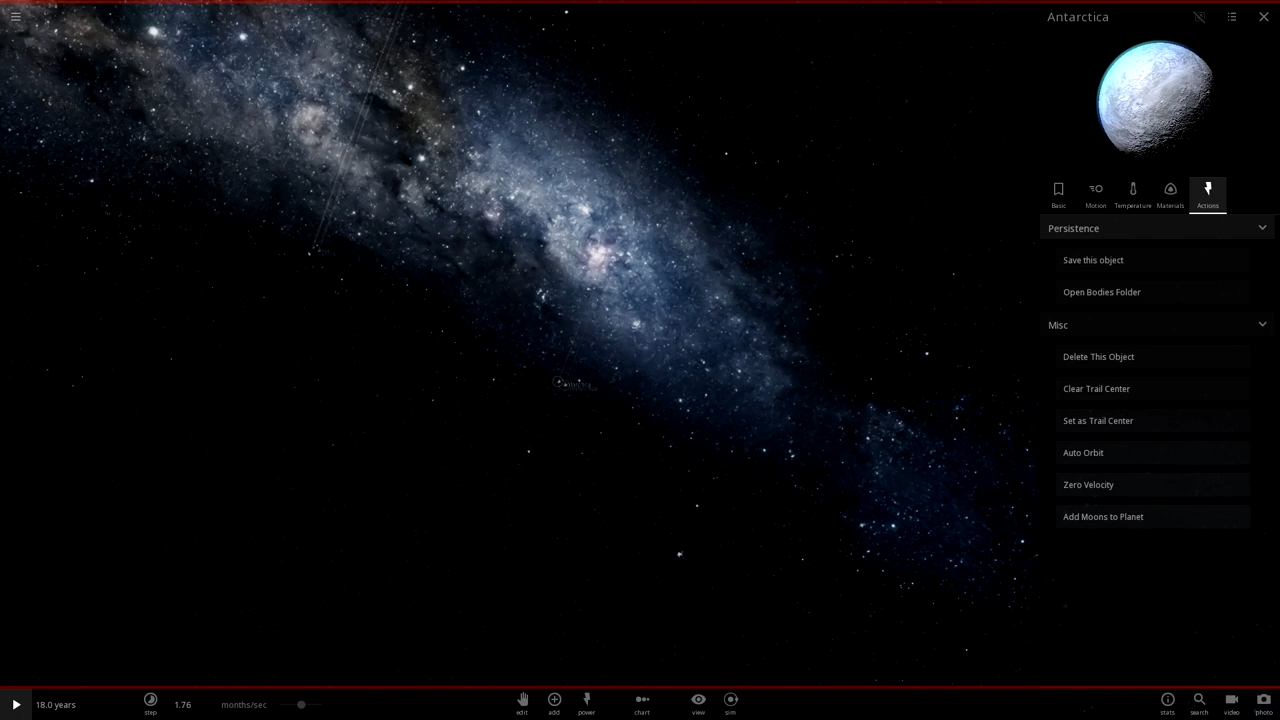 Antarctica
Basic
Motion
Temperature
Materials
Actions
Persistence
Save this object
Open Bodies Folder
Misc
Delete This Object
Clear Trail Center
Set as Trail Center
Auto Orbit
Zero Velocity
Add Moons to Planet
18.0 years
step
1.76
months/sec
edit
add
power
chart
view
sim
stats
search
video
photo